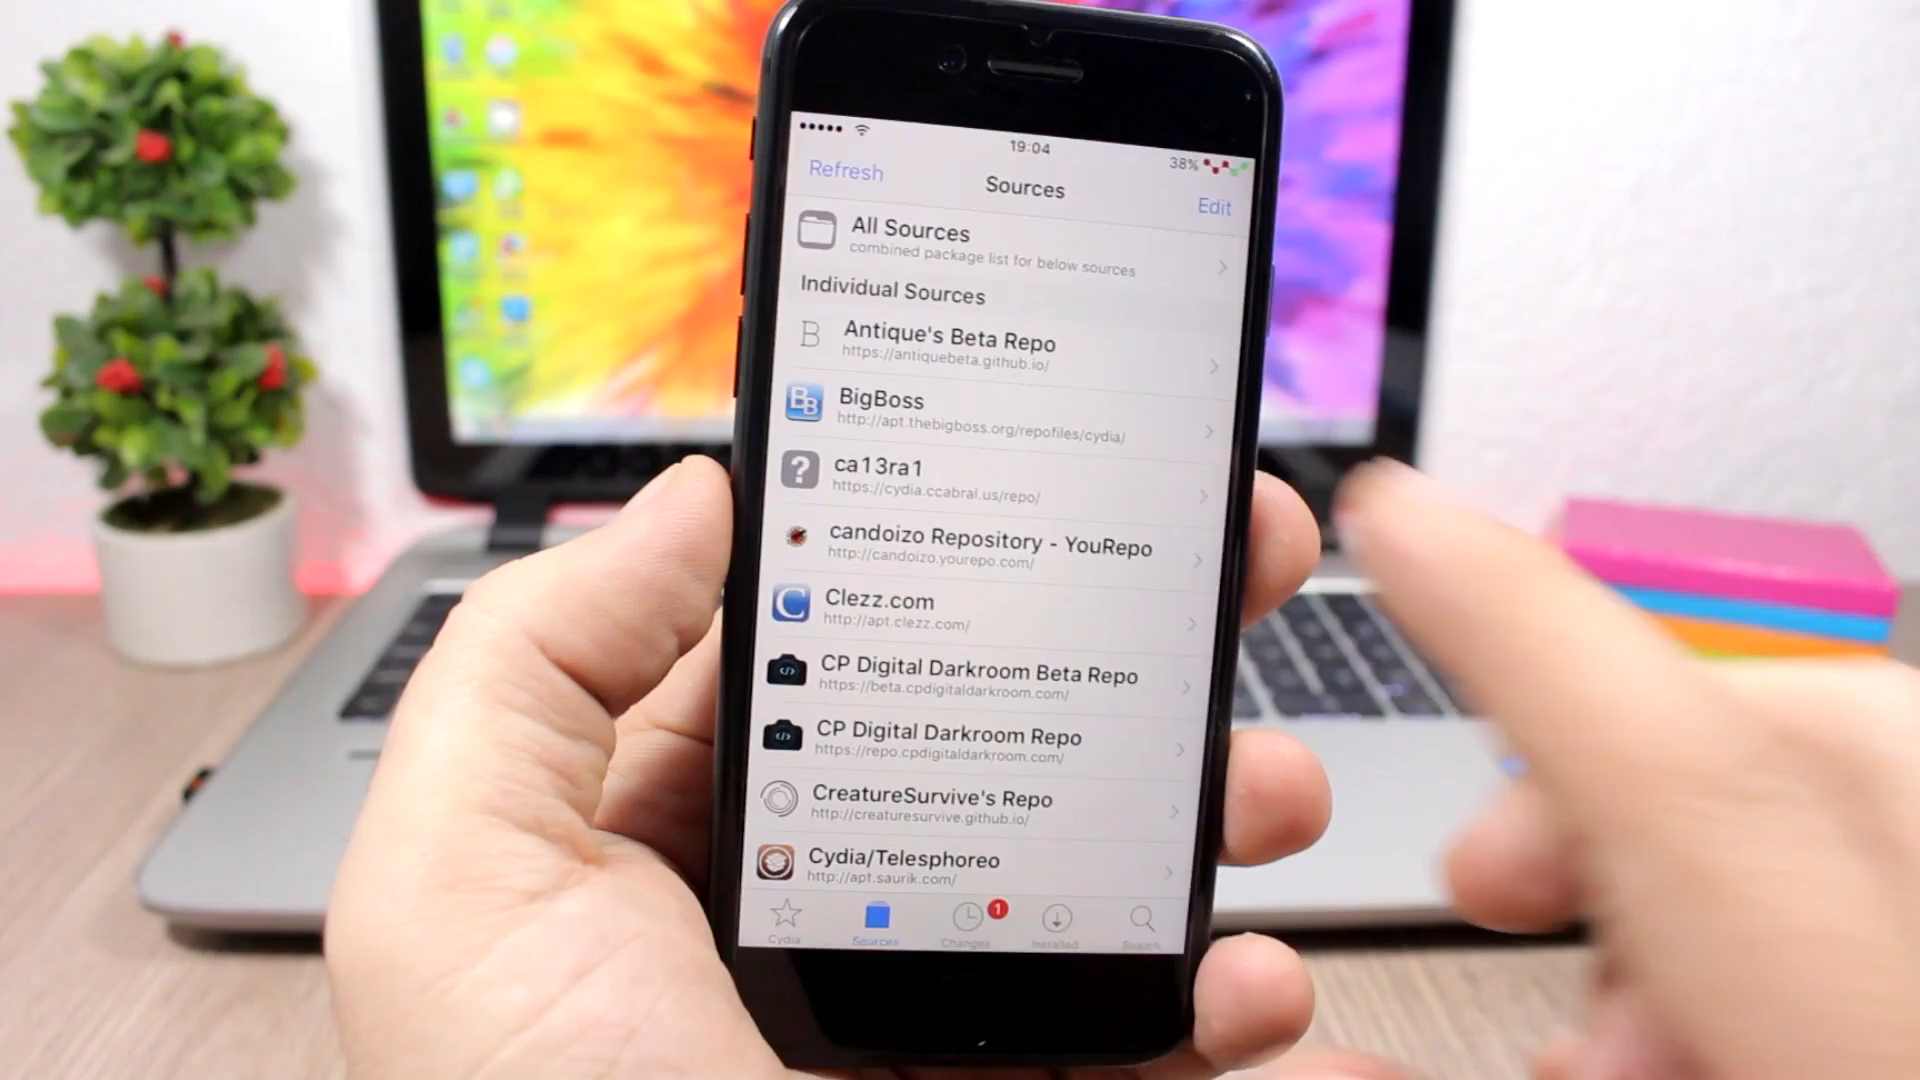 19:04
38%
Refresh
Sources
Edit
All Sources
combined package list for below sources
Individual Sources
B
Antique's Beta Repo
https://antiquebeta.github.io/
BB
BigBoss
http://apt.thebigboss.org/repofiles/cydia/
?
ca13ra1
https://cydia.ccabral.us/repo/
candoizo Repository - YouRepo
http://candoizo.yourepo.com/
C
Clezz.com
http://apt.clezz.com/
</>
CP Digital Darkroom Beta Repo
https://beta.cpdigitaldarkroom.com/
</>
CP Digital Darkroom Repo
https://repo.cpdigitaldarkroom.com/
CreatureSurvive's Repo
http://creaturesurvive.github.io/
Cydia/Telesphoreo
http://apt.saurik.com/
1
Cydia
Sources
Changes
Installed
Search